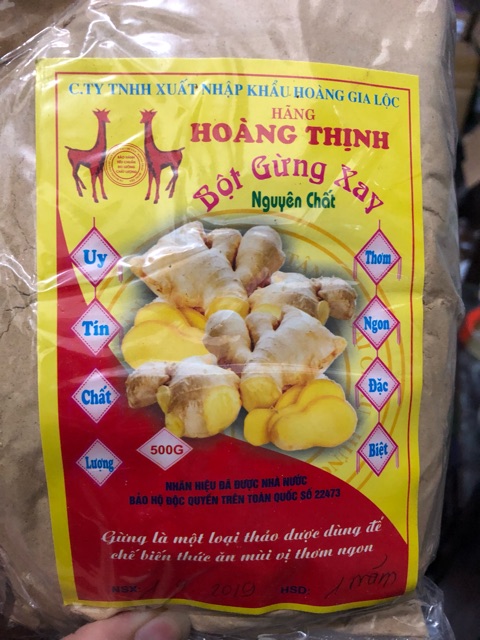 C.TY TNHH XUẤT NHẬP KHẨU HOÀNG GIA LỘC
HÃNG
HOÀNG THỊNH
Bột Gừng Xay
Nguyên Chất
Uy
Tín
Chất
Lượng
Thơm
Ngon
Đặc
Biệt
500G
NHÃN HIỆU ĐÃ ĐƯỢC NHÀ NƯỚC
BẢO HỘ ĐỘC QUYỀN TRÊN TOÀN QUỐC SỐ 22473
Gừng là một loại thảo dược dùng để
chế biến thức ăn mùi vị thơm ngon
2019 HSD: 1 năm